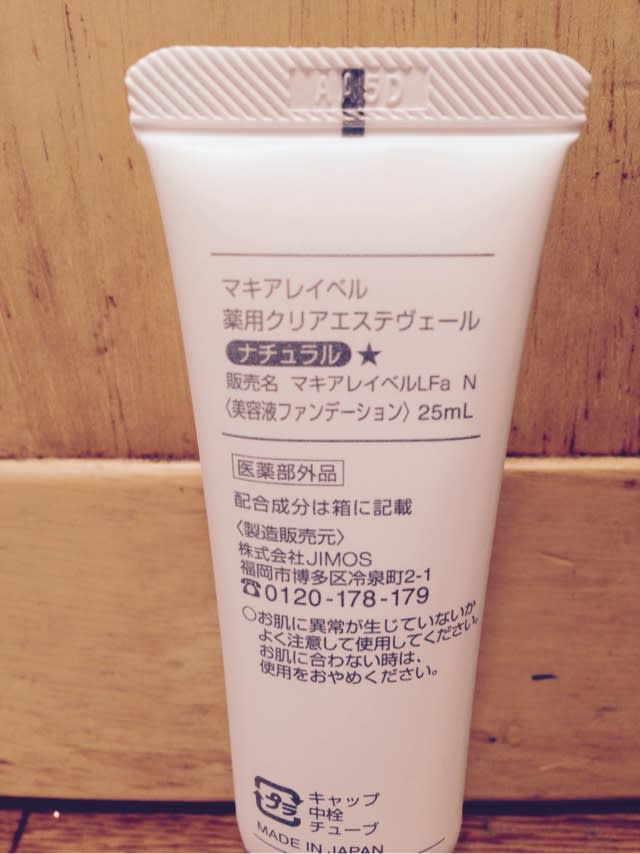 マキアレイベル
薬用クリアエステヴェール
ナチュラル ★
販売名 マキアレイベルLFa N
〈美容液ファンデーション〉 25mL
医薬部外品
配合成分は箱に記載
〈製造販売元〉
株式会社JIMOS
福岡市博多区冷泉町2-1
☎0120-178-179
○お肌に異常が生じていないか
よく注意して使用してください。
お肌に合わない時は、
使用をおやめください。
プラ
キャップ
中栓
チューブ
MADE IN JAPAN